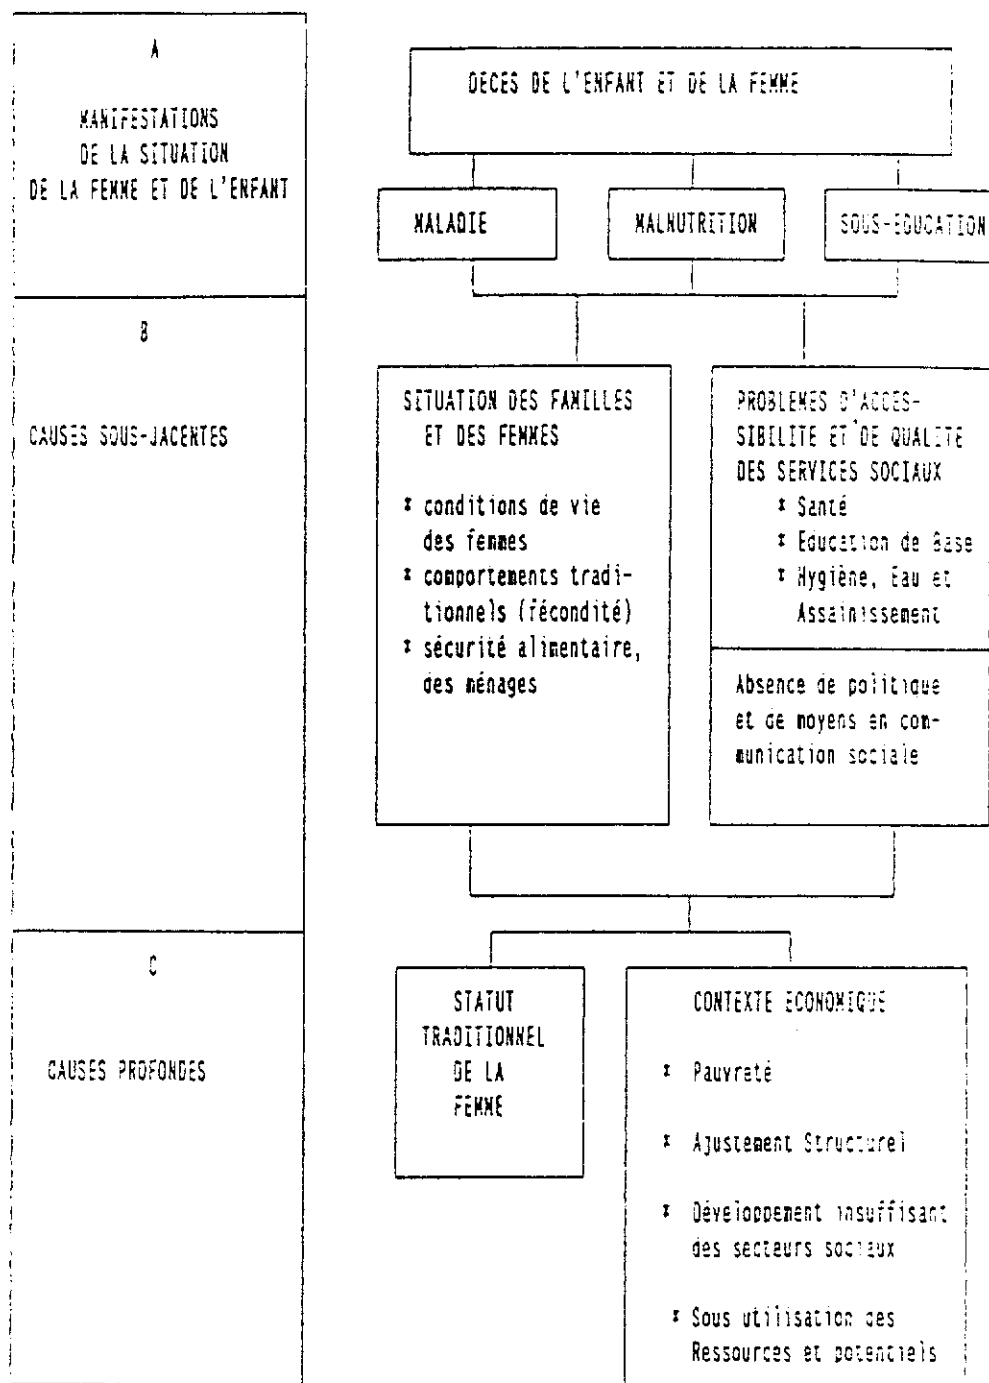 A
MANIFESTATIONS
DE LA SITUATION
DE LA FEMME ET DE L'ENFANT
DECES DE L'ENFANT ET DE LA FEMME
MALADIE
MALNUTRITION
SOUS-EDUCATION
B
CAUSES SOUS-JACENTES
SITUATION DES FAMILLES
ET DES FEMMES
* conditions de vie
des femmes
* comportements tradi-
tionnels (fécondité)
* sécurité alimentaire,
des ménages
PROBLEMES D'ACCES-
SIBILITE ET DE QUALITE
DES SERVICES SOCIAUX
* Santé
* Education de Base
* Hygiène, Eau et
Assainissement
Absence de politique
et de moyens en com-
munication sociale
C
CAUSES PROFONDES
STATUT
TRADITIONNEL
DE LA
FEMME
CONTEXTE ECONOMIQUE
* Pauvreté
* Ajustement Structurel
* Développement insuffisant
des secteurs sociaux
* Sous utilisation des
Ressources et potentiels